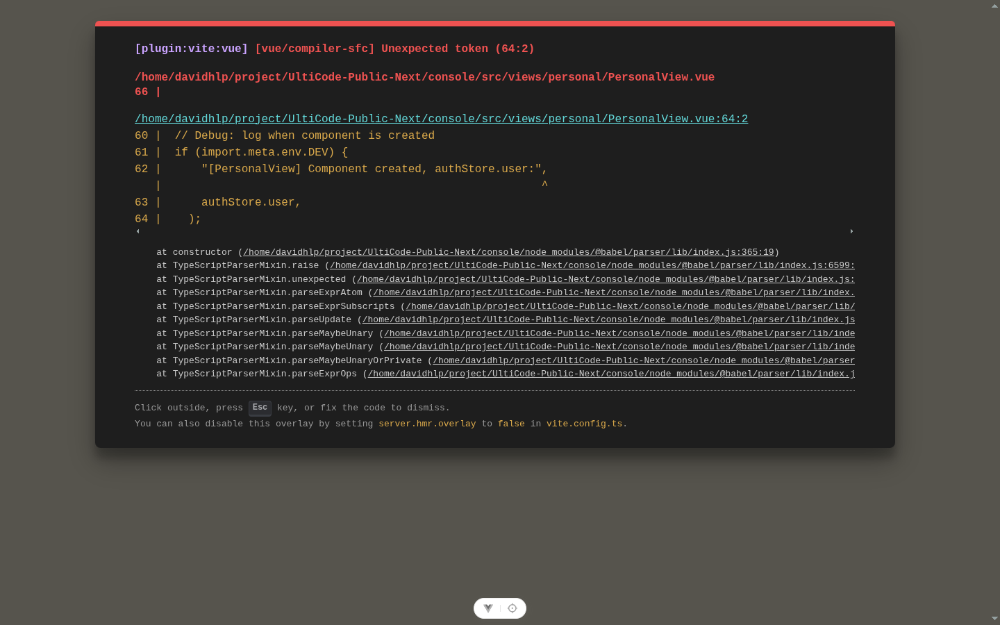 [plugin:vite:vue] [vue/compiler-sfc] Unexpected token (64:2)
/home/davidhlp/project/UltiCode-Public-Next/console/src/views/personal/PersonalView.vue
66 |
/home/davidhlp/project/UltiCode-Public-Next/console/src/views/personal/PersonalView.vue:64:2
60 |  // Debug: log when component is created
61 |  if (import.meta.env.DEV) {
62 |      "[PersonalView] Component created, authStore.user:",
   |                                                         ^
63 |      authStore.user,
64 |    );
at constructor (/home/davidhlp/project/UltiCode-Public-Next/console/node_modules/@babel/parser/lib/index.js:365:19)
at TypeScriptParserMixin.raise (/home/davidhlp/project/UltiCode-Public-Next/console/node_modules/@babel/parser/lib/index.js:6599:
at TypeScriptParserMixin.unexpected (/home/davidhlp/project/UltiCode-Public-Next/console/node_modules/@babel/parser/lib/index.js:
at TypeScriptParserMixin.parseExprAtom (/home/davidhlp/project/UltiCode-Public-Next/console/node_modules/@babel/parser/lib/index.
at TypeScriptParserMixin.parseExprSubscripts (/home/davidhlp/project/UltiCode-Public-Next/console/node_modules/@babel/parser/lib/
at TypeScriptParserMixin.parseUpdate (/home/davidhlp/project/UltiCode-Public-Next/console/node_modules/@babel/parser/lib/index.js
at TypeScriptParserMixin.parseMaybeUnary (/home/davidhlp/project/UltiCode-Public-Next/console/node_modules/@babel/parser/lib/inde
at TypeScriptParserMixin.parseMaybeUnary (/home/davidhlp/project/UltiCode-Public-Next/console/node_modules/@babel/parser/lib/inde
at TypeScriptParserMixin.parseMaybeUnaryOrPrivate (/home/davidhlp/project/UltiCode-Public-Next/console/node_modules/@babel/parser
at TypeScriptParserMixin.parseExprOps (/home/davidhlp/project/UltiCode-Public-Next/console/node_modules/@babel/parser/lib/index.j
Click outside, press Esc key, or fix the code to dismiss.
You can also disable this overlay by setting server.hmr.overlay to false in vite.config.ts.